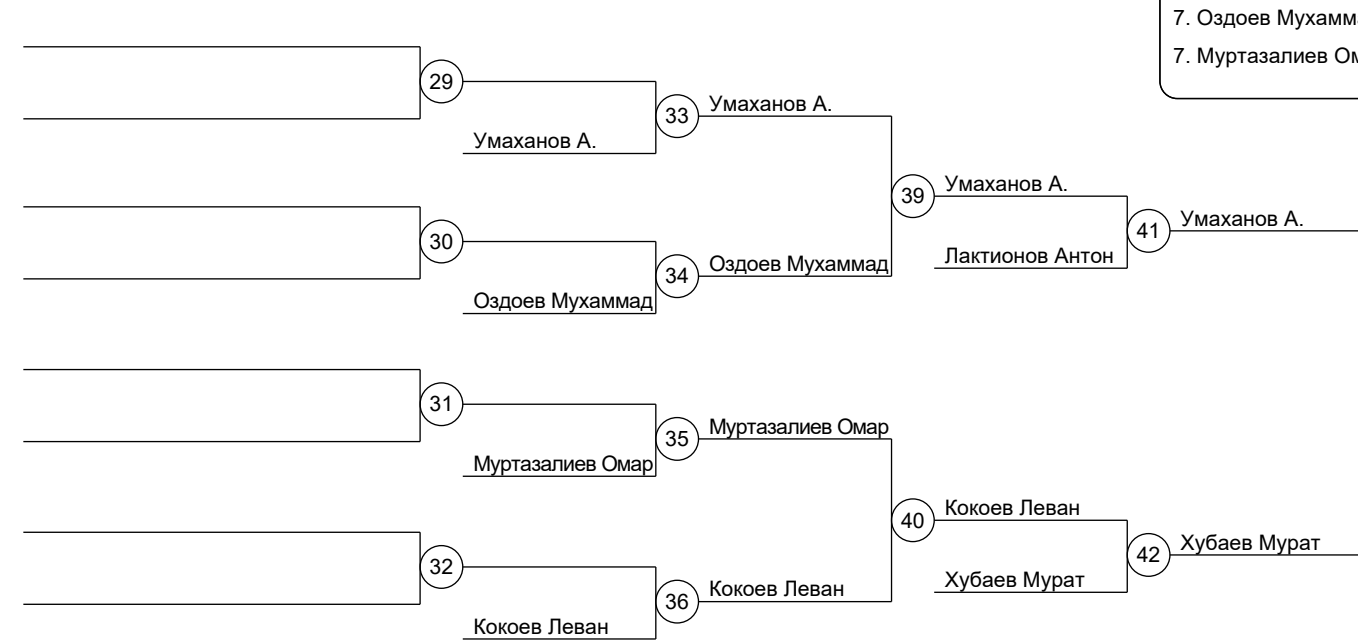 7. Оздоев Мухамм
7. Муртазалиев Ом
29
33
Умаханов А.
Умаханов А.
39
Умаханов А.
41
Умаханов А.
30
34
Оздоев Мухаммад
Лактионов Антон
Оздоев Мухаммад
31
35
Муртазалиев Омар
Муртазалиев Омар
40
Кокоев Леван
42
Хубаев Мурат
32
36
Кокоев Леван
Хубаев Мурат
Кокоев Леван